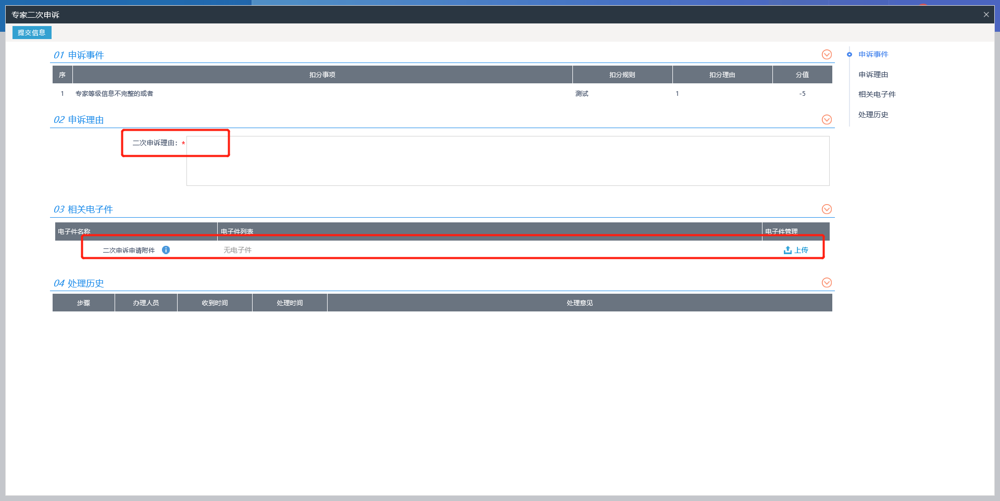 专家二次申诉
提交信息
01 申诉事件
序 扣分事项 扣分规则 扣分理由 分值
1 专家等级信息不完整的或者 测试 1 -5
02 申诉理由
二次申诉理由：*
03 相关电子件
电子件名称 电子件列表 电子件管理
二次申诉申请附件 无电子件 上传
04 处理历史
步骤 办理人员 收到时间 处理时间 处理意见
申诉事件
申诉理由
相关电子件
处理历史